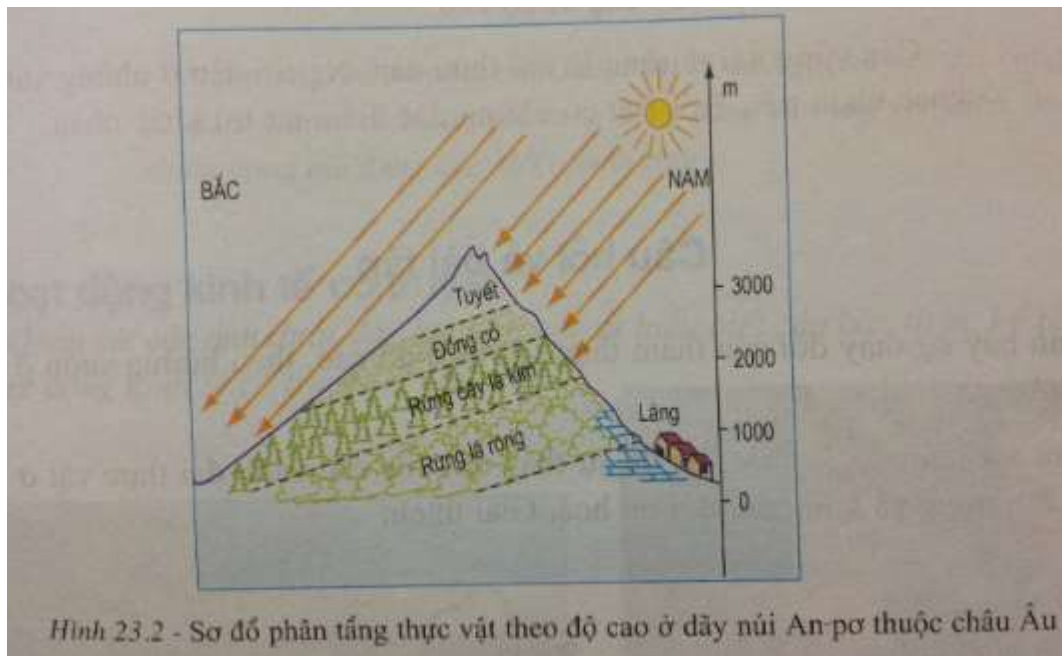 BẮC
m
NAM
3000
Tuyết
Đồng cỏ
2000
Rừng cây lá kim
Làng
1000
Rừng lá rộng
0
Hình 23.2 - Sơ đồ phân tầng thực vật theo độ cao ở dãy núi An-pơ thuộc châu Âu